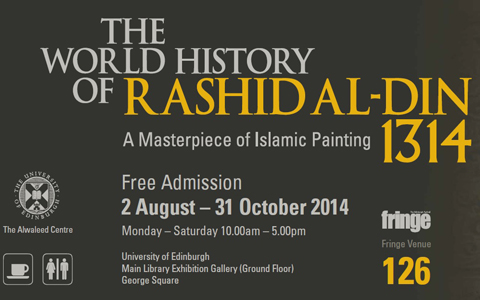 THE
WORLD HISTORY
OF RASHID AL-DIN
A Masterpiece of Islamic Painting 1314
Free Admission
2 August – 31 October 2014
Monday – Saturday 10.00am – 5.00pm
University of Edinburgh
Main Library Exhibition Gallery (Ground Floor)
George Square
THE UNIVERSITY OF EDINBURGH
The Alwaleed Centre
fringe
Fringe Venue
126